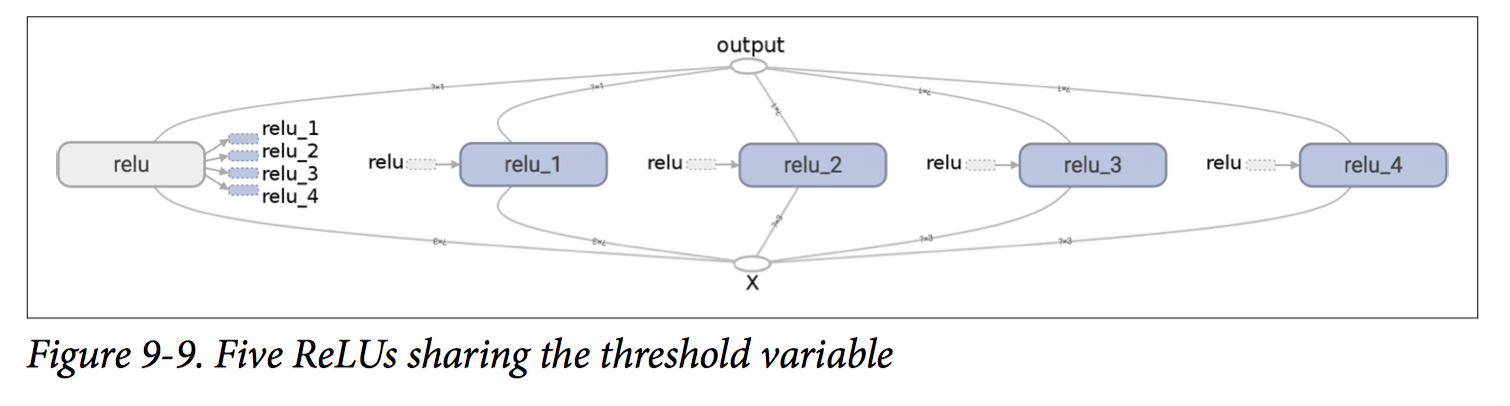 output
?×1 ?×1 ?×1 ?×1 ?×1
relu
relu_1
relu_2
relu_3
relu_4
relu relu_1
relu relu_2
relu relu_3
relu relu_4
?×3 ?×3 ?×3 ?×3 ?×3
X
Figure 9-9. Five ReLUs sharing the threshold variable